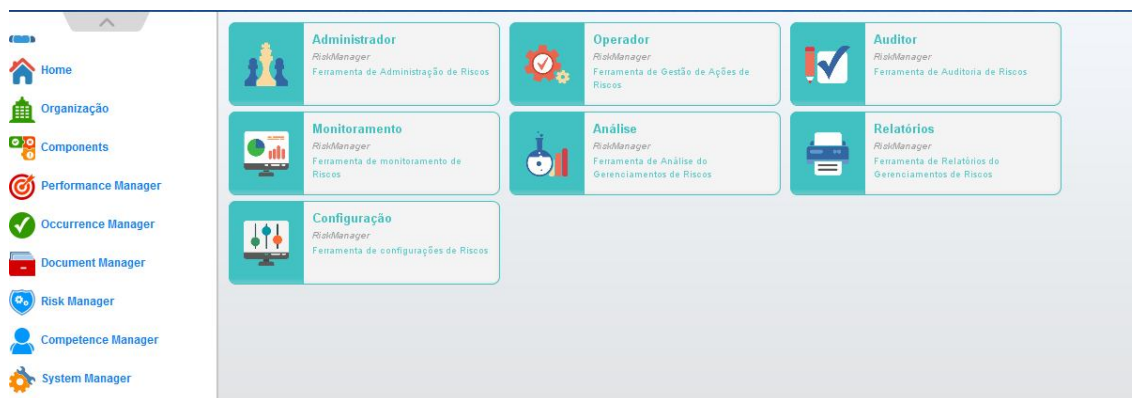 Home
Organização
Components
Performance Manager
Occurrence Manager
Document Manager
Risk Manager
Competence Manager
System Manager
Administrador
RiskManager
Ferramenta de Administração de Riscos
Operador
RiskManager
Ferramenta de Gestão de Ações de
Riscos
Auditor
RiskManager
Ferramenta de Auditoria de Riscos
Monitoramento
RiskManager
Ferramenta de monitoramento de
Riscos
Análise
RiskManager
Ferramenta de Análise do
Gerenciamentos de Riscos
Relatórios
RiskManager
Ferramenta de Relatórios do
Gerenciamentos de Riscos
Configuração
RiskManager
Ferramenta de configurações de Riscos